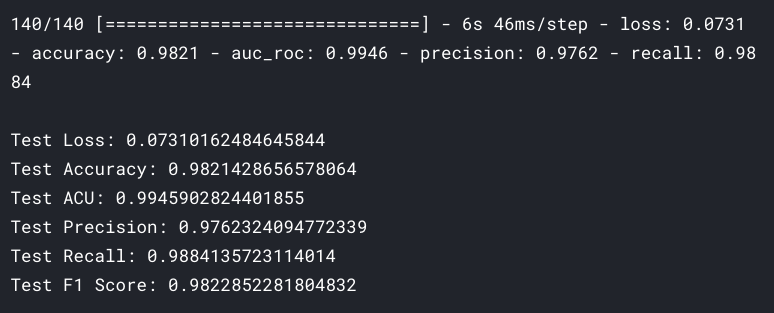 140/140 [==============================] - 6s 46ms/step - loss: 0.0731
- accuracy: 0.9821 - auc_roc: 0.9946 - precision: 0.9762 - recall: 0.98
84
Test Loss: 0.07310162484645844
Test Accuracy: 0.9821428656578064
Test ACU: 0.9945902824401855
Test Precision: 0.9762324094772339
Test Recall: 0.9884135723114014
Test F1 Score: 0.9822852281804832